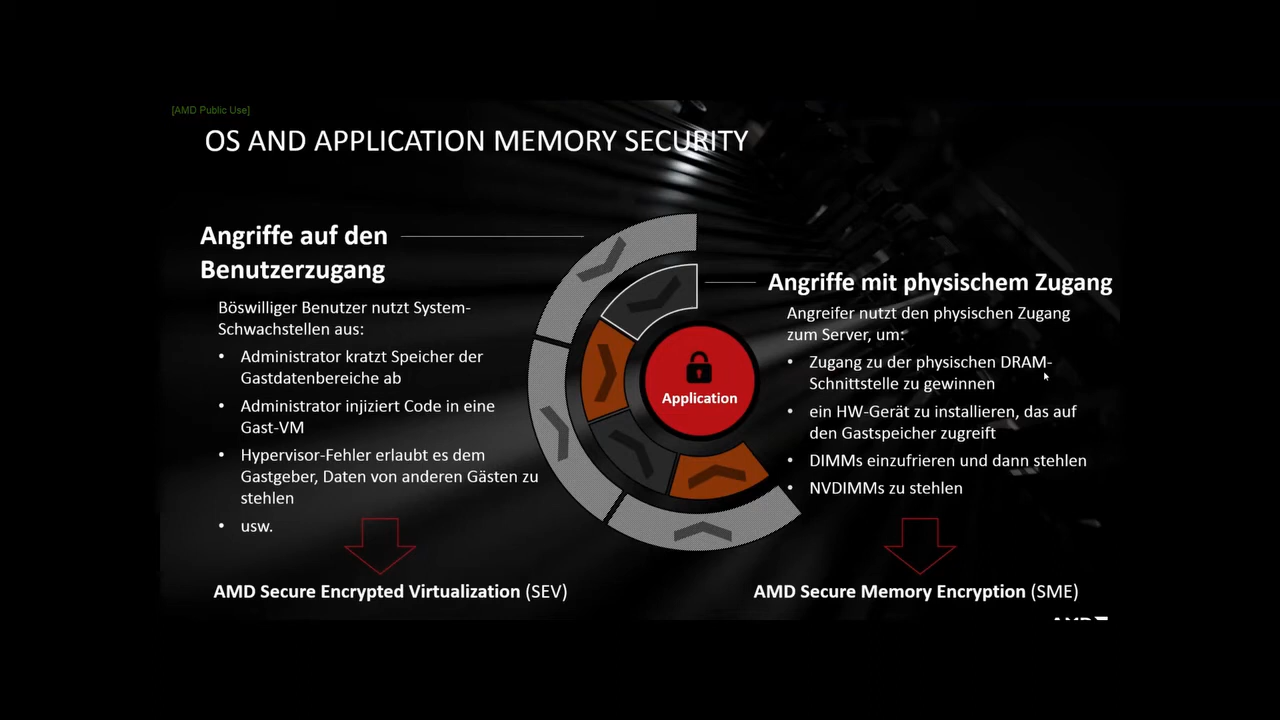 [AMD Public Use]
OS AND APPLICATION MEMORY SECURITY
Angriffe auf den
Benutzerzugang
Böswilliger Benutzer nutzt System-
Schwachstellen aus:
• Administrator kratzt Speicher der
Gastdatenbereiche ab
• Administrator injiziert Code in eine
Gast-VM
• Hypervisor-Fehler erlaubt es dem
Gastgeber, Daten von anderen Gästen zu
stehlen
• usw.
AMD Secure Encrypted Virtualization (SEV)
Application
Angriffe mit physischem Zugang
Angreifer nutzt den physischen Zugang
zum Server, um:
• Zugang zu der physischen DRAM-
Schnittstelle zu gewinnen
• ein HW-Gerät zu installieren, das auf
den Gastspeicher zugreift
• DIMMs einzufrieren und dann stehlen
• NVDIMMs zu stehlen
AMD Secure Memory Encryption (SME)
AMD